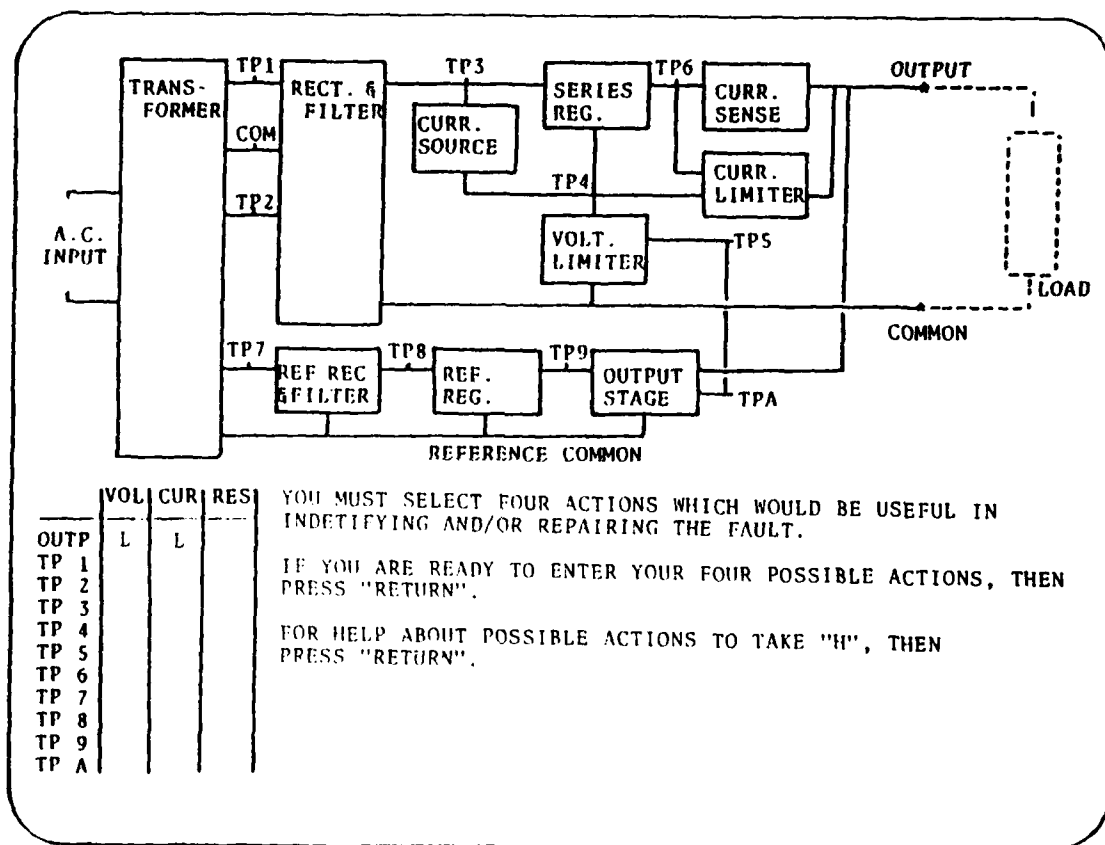 TP1
TP3
TP6
OUTPUT
TRANS-
FORMER
RECT. &
FILTER
SERIES
REG.
CURR.
SENSE
COM
CURR.
SOURCE
TP4
CURR.
LIMITER
TP2
A.C.
INPUT
VOLT.
LIMITER
TP5
LOAD
COMMON
TP7
TP8
TP9
REF REC
&FILTER
REF.
REG.
OUTPUT
STAGE
TPA
REFERENCE COMMON
VOL CUR RES
OUTP L L
TP 1
TP 2
TP 3
TP 4
TP 5
TP 6
TP 7
TP 8
TP 9
TP A
YOU MUST SELECT FOUR ACTIONS WHICH WOULD BE USEFUL IN
INDETIFYING AND/OR REPAIRING THE FAULT.
IF YOU ARE READY TO ENTER YOUR FOUR POSSIBLE ACTIONS, THEN
PRESS "RETURN".
FOR HELP ABOUT POSSIBLE ACTIONS TO TAKE "H", THEN
PRESS "RETURN".